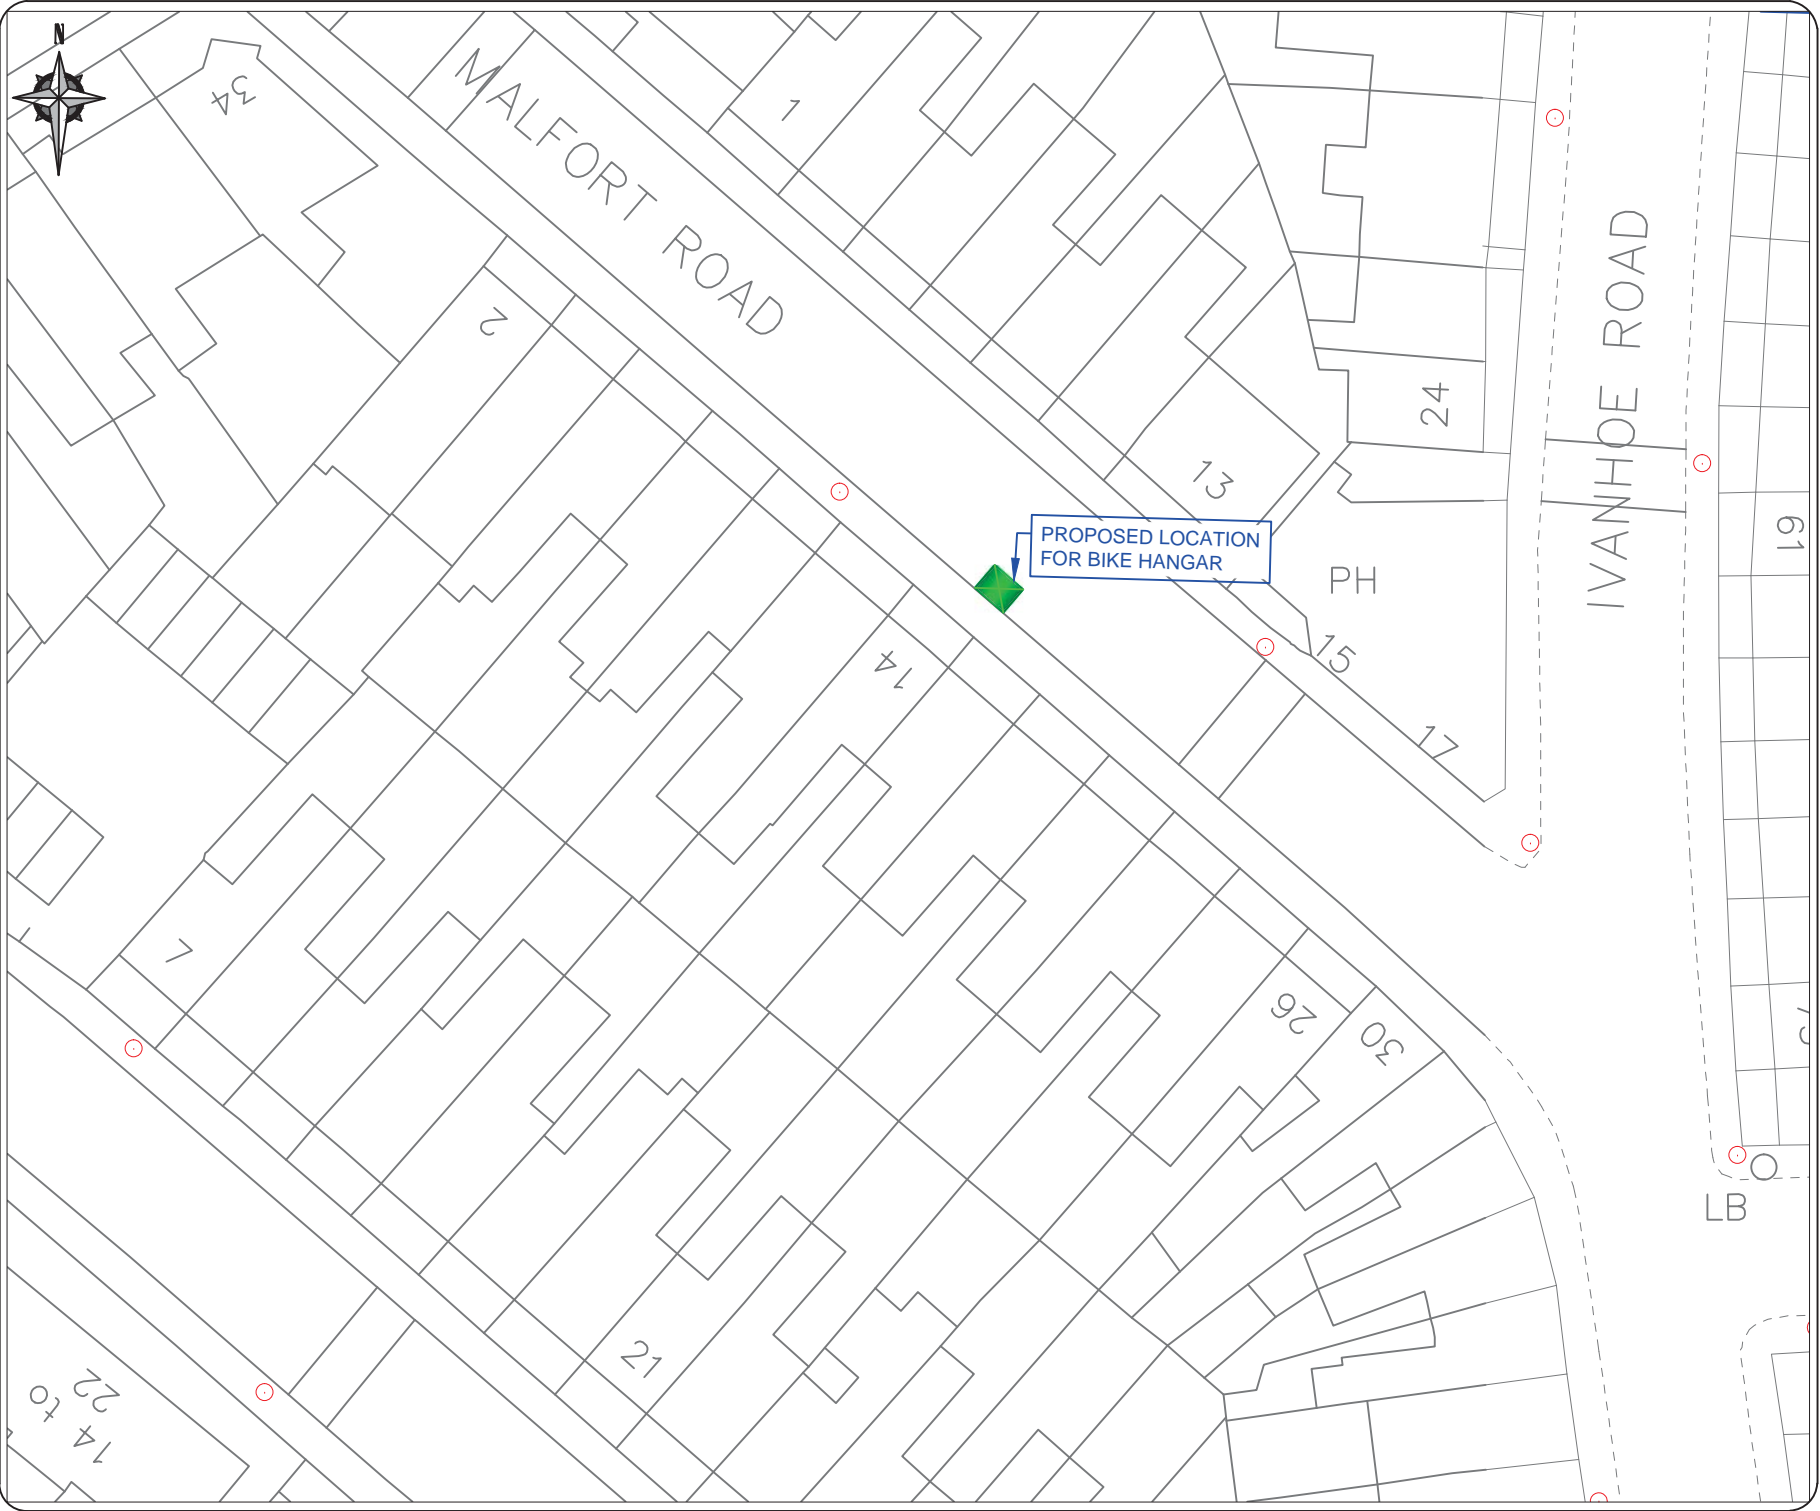 N
34
MALFORT ROAD
1
2
IVANHOE ROAD
24
13
PROPOSED LOCATION
FOR BIKE HANGAR
61
PH
15
14
17
7
26
30
LB
21
14 to
22